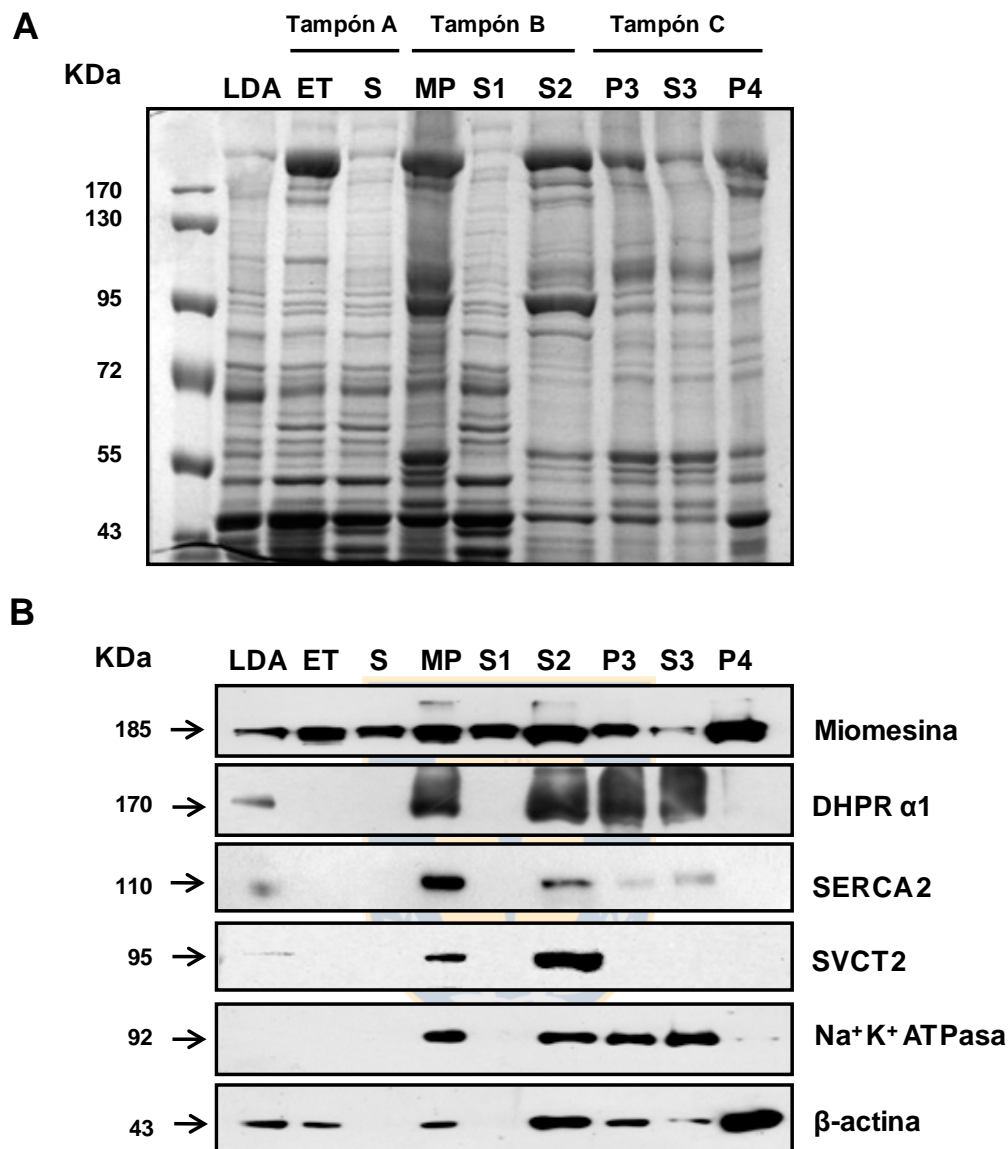 A
Tampón A Tampón B Tampón C
KDa
LDA ET S MP S1 S2 P3 S3 P4
170
130
95
72
55
43
B
KDa
LDA ET S MP S1 S2 P3 S3 P4
185 Miomesina
170 DHPR α1
110 SERCA2
95 SVCT2
92 Na⁺K⁺ ATPasa
43 β-actina